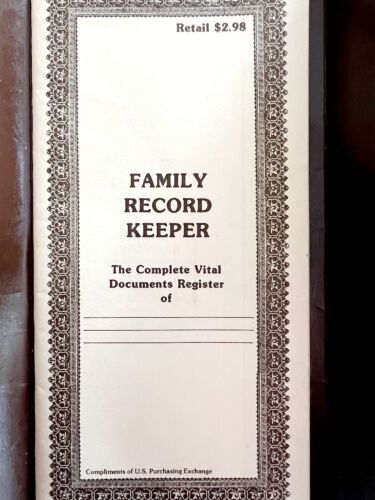 Retail $2.98
FAMILY
RECORD
KEEPER
The Complete Vital
Documents Register
of
Compliments of U.S. Purchasing Exchange